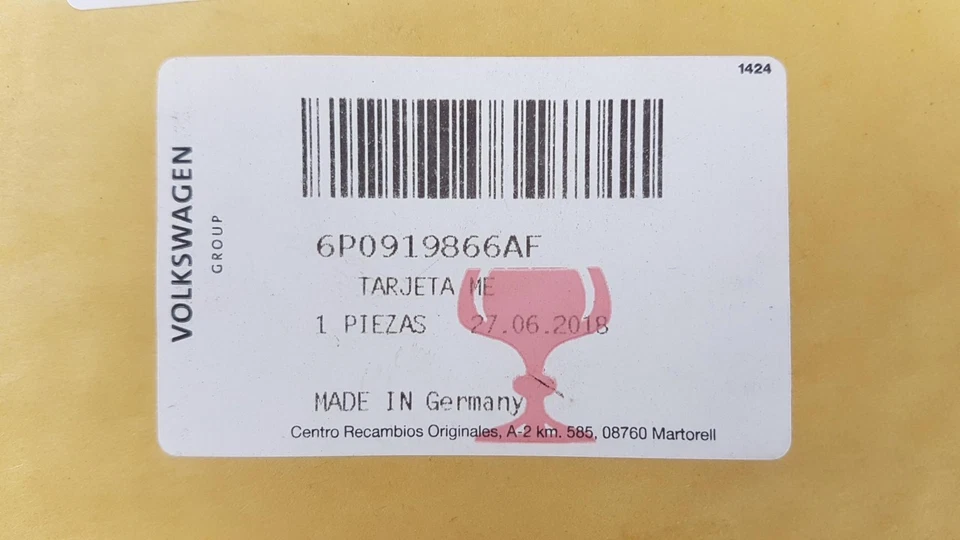 1424
VOLKSWAGEN
GROUP
6P0919866AF
TARJETA ME
1 PIEZAS 27.06.2018
MADE IN Germany
Centro Recambios Originales, A-2 km. 585, 08760 Martorell